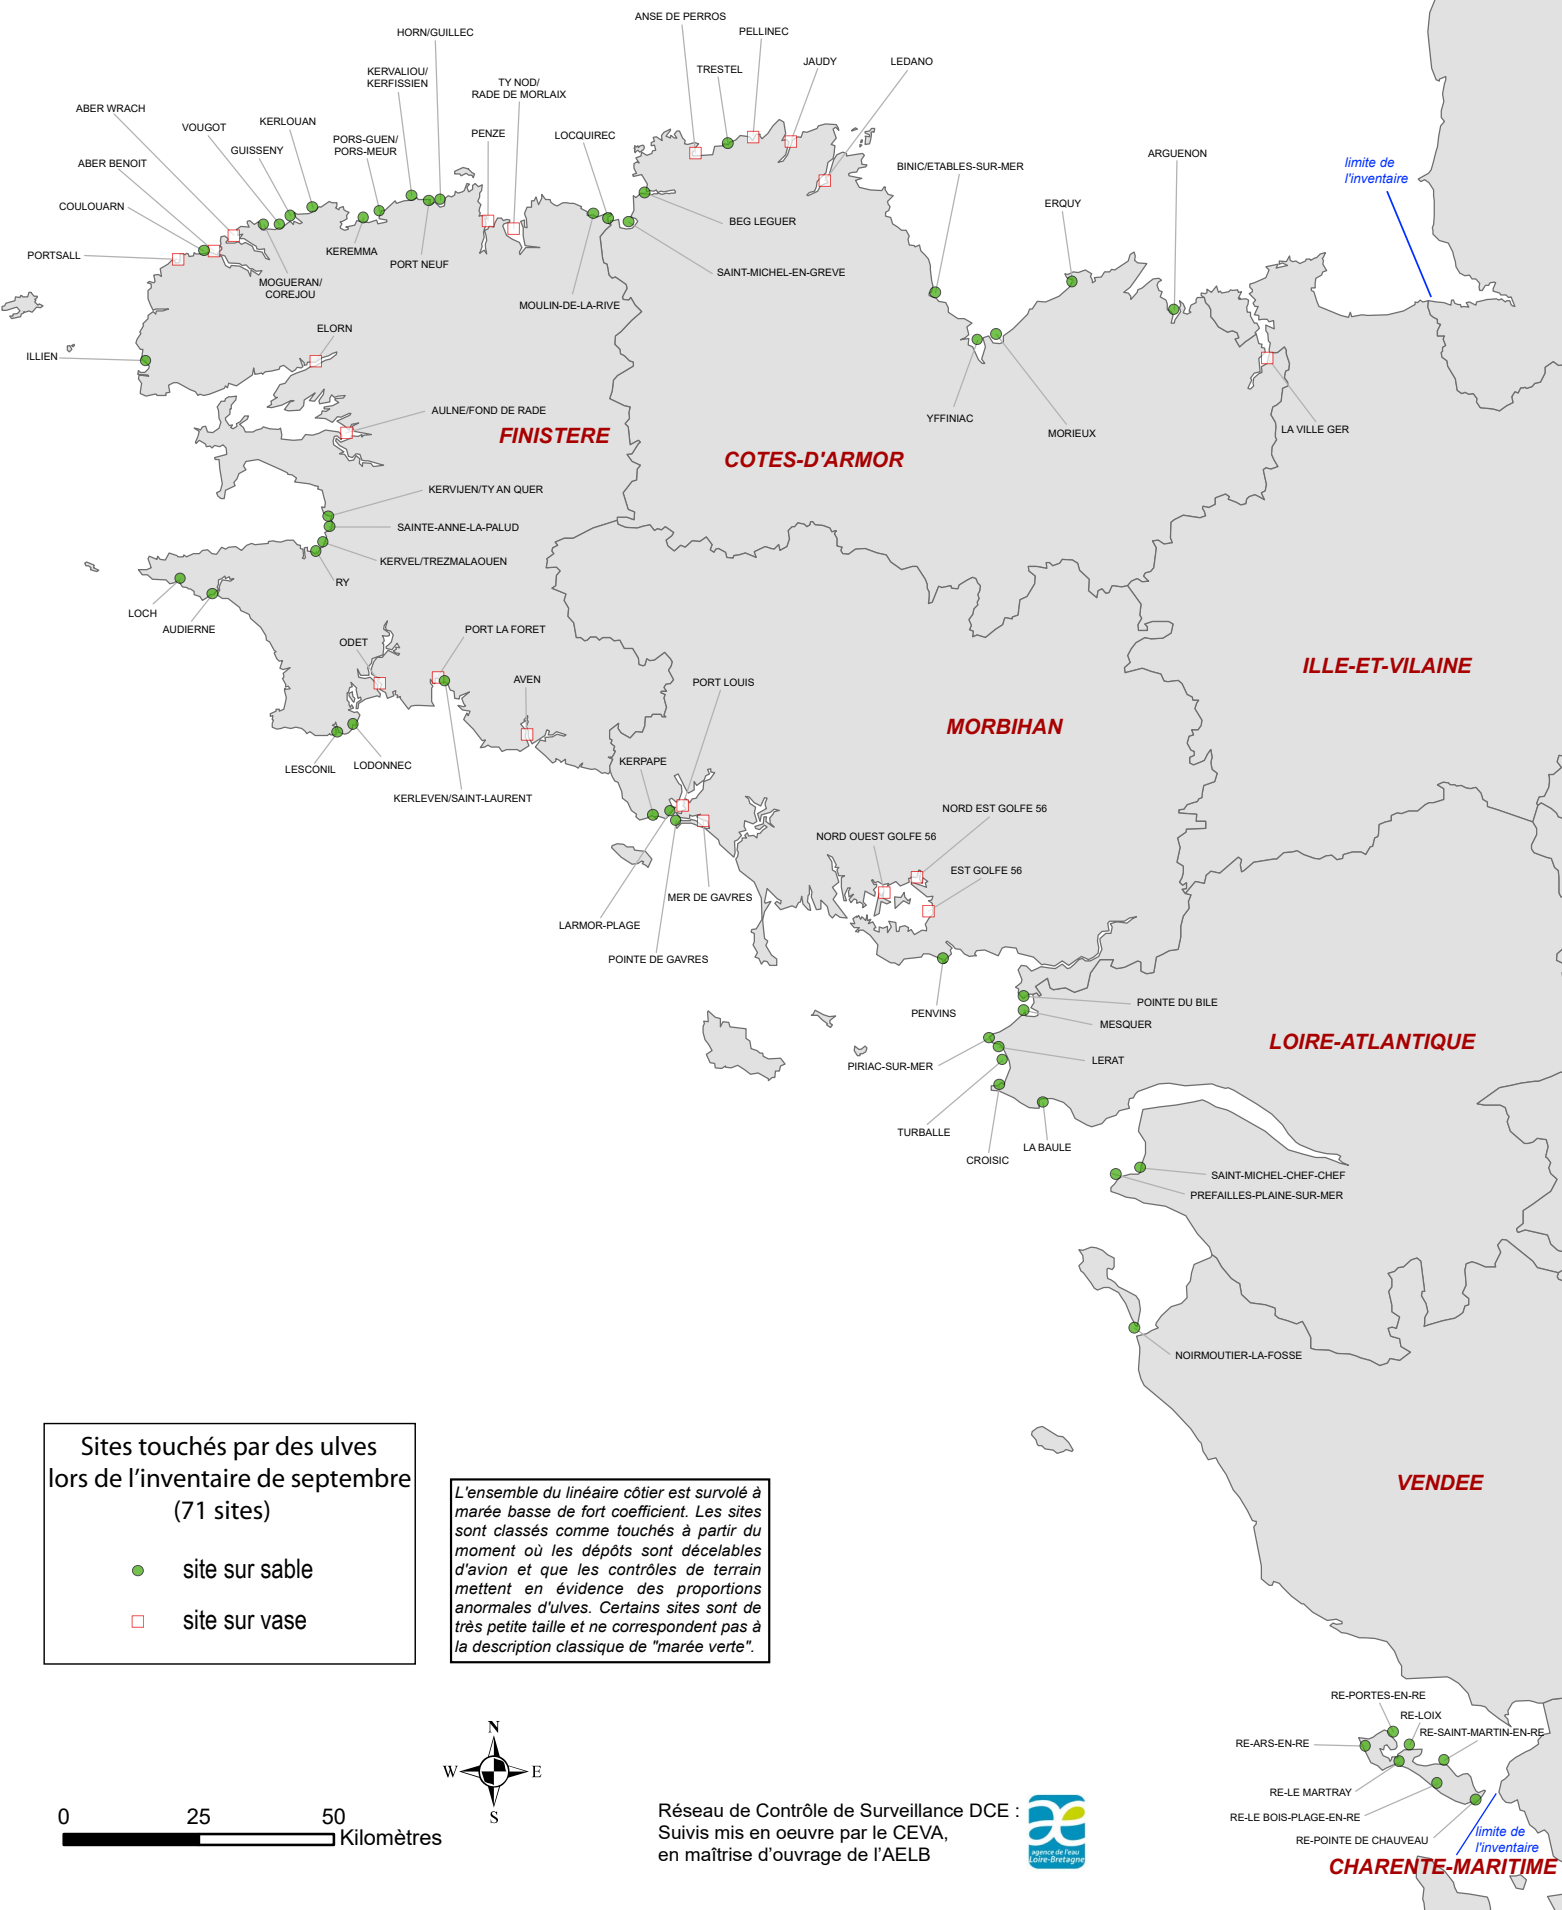 ANSE DE PERROS
PELLINEC
HORN/GUILLEC
TRESTEL
JAUDY
LEDANO
KERVALIOU/
KERFISSIEN
TY NOD/
RADE DE MORLAIX
ABER WRACH
VOUGOT
KERLOUAN
PORS-GUEN/
PORS-MEUR
PENZE
LOCQUIREC
GUISSENY
ABER BENOIT
BINIC/ETABLES-SUR-MER
ARGUENON
limite de
l'inventaire
COULOUARN
ERQUY
BEG LEGUER
PORTSALL
KEREMMA
PORT NEUF
SAINT-MICHEL-EN-GREVE
MOGUERAN/
COREJOU
MOULIN-DE-LA-RIVE
ELORN
ILLIEN
AULNE/FOND DE RADE
FINISTERE
YFFINIAC
MORIEUX
LA VILLE GER
COTES-D'ARMOR
KERVIJEN/TY AN QUER
SAINTE-ANNE-LA-PALUD
KERVEL/TREZMALAOUEN
RY
LOCH
AUDIERNE
ODET
PORT LA FORET
AVEN
PORT LOUIS
ILLE-ET-VILAINE
MORBIHAN
LESCONIL
LODONNEC
KERPAPE
KERLEVEN/SAINT-LAURENT
NORD EST GOLFE 56
NORD OUEST GOLFE 56
EST GOLFE 56
MER DE GAVRES
LARMOR-PLAGE
POINTE DE GAVRES
PENVINS
POINTE DU BILE
MESQUER
LOIRE-ATLANTIQUE
PIRIAC-SUR-MER
LERAT
TURBALLE
CROISIC
LA BAULE
SAINT-MICHEL-CHEF-CHEF
PREFAILLES-PLAINE-SUR-MER
NOIRMOUTIER-LA-FOSSE
VENDEE
Sites touchés par des ulves
lors de l'inventaire de septembre
(71 sites)
site sur sable
site sur vase
L'ensemble du linéaire côtier est survolé à
marée basse de fort coefficient. Les sites
sont classés comme touchés à partir du
moment où les dépôts sont décelables
d'avion et que les contrôles de terrain
mettent en évidence des proportions
anormales d'ulves. Certains sites sont de
très petite taille et ne correspondent pas à
la description classique de "marée verte".
RE-PORTES-EN-RE
RE-LOIX
RE-SAINT-MARTIN-EN-RE
RE-ARS-EN-RE
RE-LE MARTRAY
RE-LE BOIS-PLAGE-EN-RE
RE-POINTE DE CHAUVEAU
limite de
l'inventaire
CHARENTE-MARITIME
N
W E
S
0 25 50
Kilomètres
Réseau de Contrôle de Surveillance DCE :
Suivis mis en oeuvre par le CEVA,
en maîtrise d'ouvrage de l'AELB
ae
agence de l'eau
Loire-Bretagne